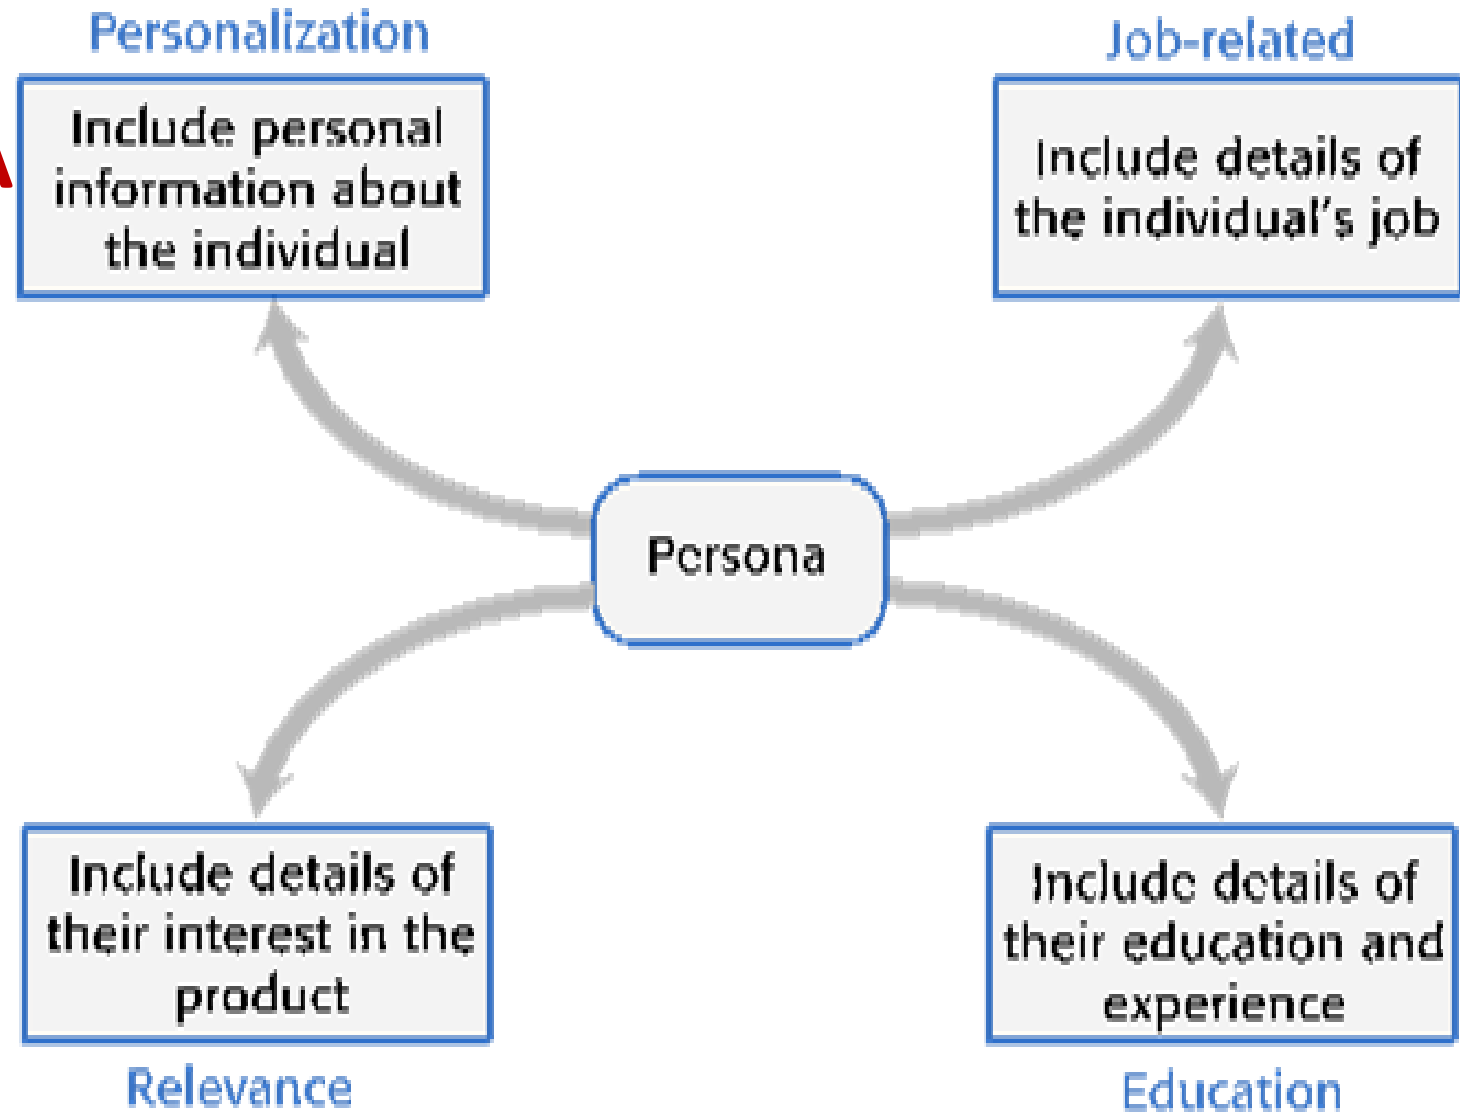 Personalization
Include personal
information about
the individual
A
Job-related
Include details of
the individual's job
Persona
Include details of
their interest in the
product
Relevance
Include details of
their education and
experience
Education